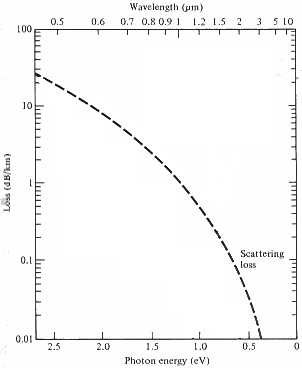 Wavelength (μm)
0.5 0.6 0.7 0.8 0.9 1 1.2 1.5 2 3 5 10
100
10
1
0.1
0.01
Loss (dB/km)
Scattering
loss
2.5 2.0 1.5 1.0 0.5 0
Photon energy (eV)